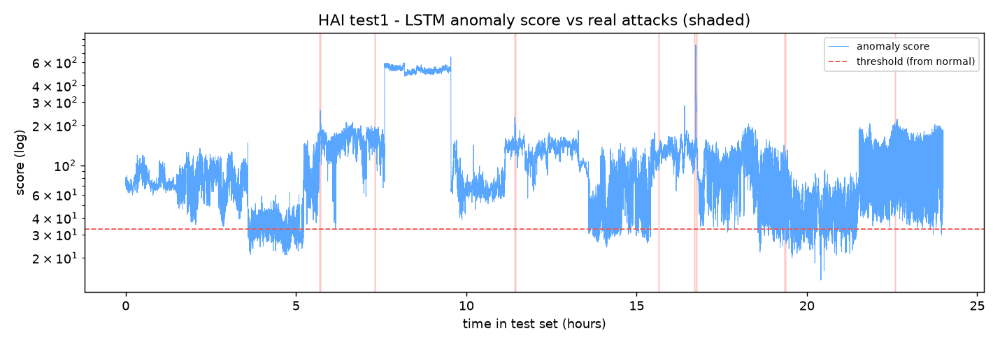 HAI test1 - LSTM anomaly score vs real attacks (shaded)
anomaly score
threshold (from normal)
score (log)
6 × 10²
4 × 10²
3 × 10²
2 × 10²
10²
6 × 10¹
4 × 10¹
3 × 10¹
2 × 10¹
0 5 10 15 20 25
time in test set (hours)